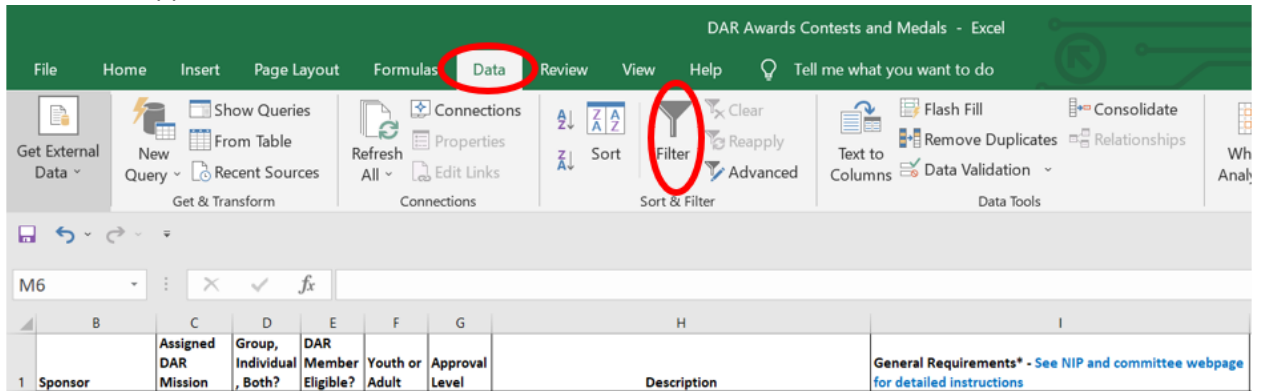 DAR Awards Contests and Medals - Excel
File Home Insert Page Layout Formulas Data Review View Help Tell me what you want to do
Get External Data
New Query
Show Queries
From Table
Recent Sources
Get & Transform
Refresh All
Connections
Properties
Edit Links
Connections
Sort
Filter
Clear
Reapply
Advanced
Sort & Filter
Text to Columns
Flash Fill
Remove Duplicates
Data Validation
Consolidate
Relationships
Data Tools
M6 fx
B C D E F G H I
1 Sponsor
Assigned DAR Mission
Group, Individual , Both?
DAR Member Eligible?
Youth or Adult
Approval Level
Description
General Requirements* - See NIP and committee webpage
for detailed instructions